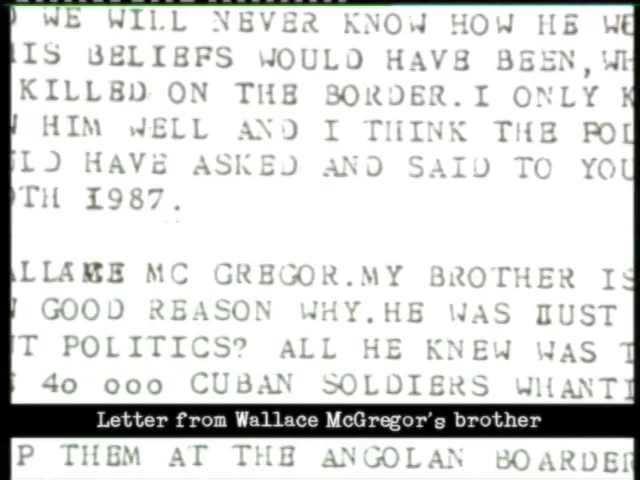 WE WILL NEVER KNOW HOW HE WE
IS BELIEFS WOULD HAVE BEEN, WH
KILLED ON THE BORDER. I ONLY K
HIM WELL AND I THINK THE POL
LD HAVE ASKED AND SAID TO YOU
TH 1987.
ALLAKE MC GREGOR. MY BROTHER IS
GOOD REASON WHY. HE WAS IUST
T POLITICS? ALL HE KNEW WAS T
40 000 CUBAN SOLDIERS WHANTI
Letter from Wallace McGregor's brother
P THEM AT THE ANGOLAN BOARDER